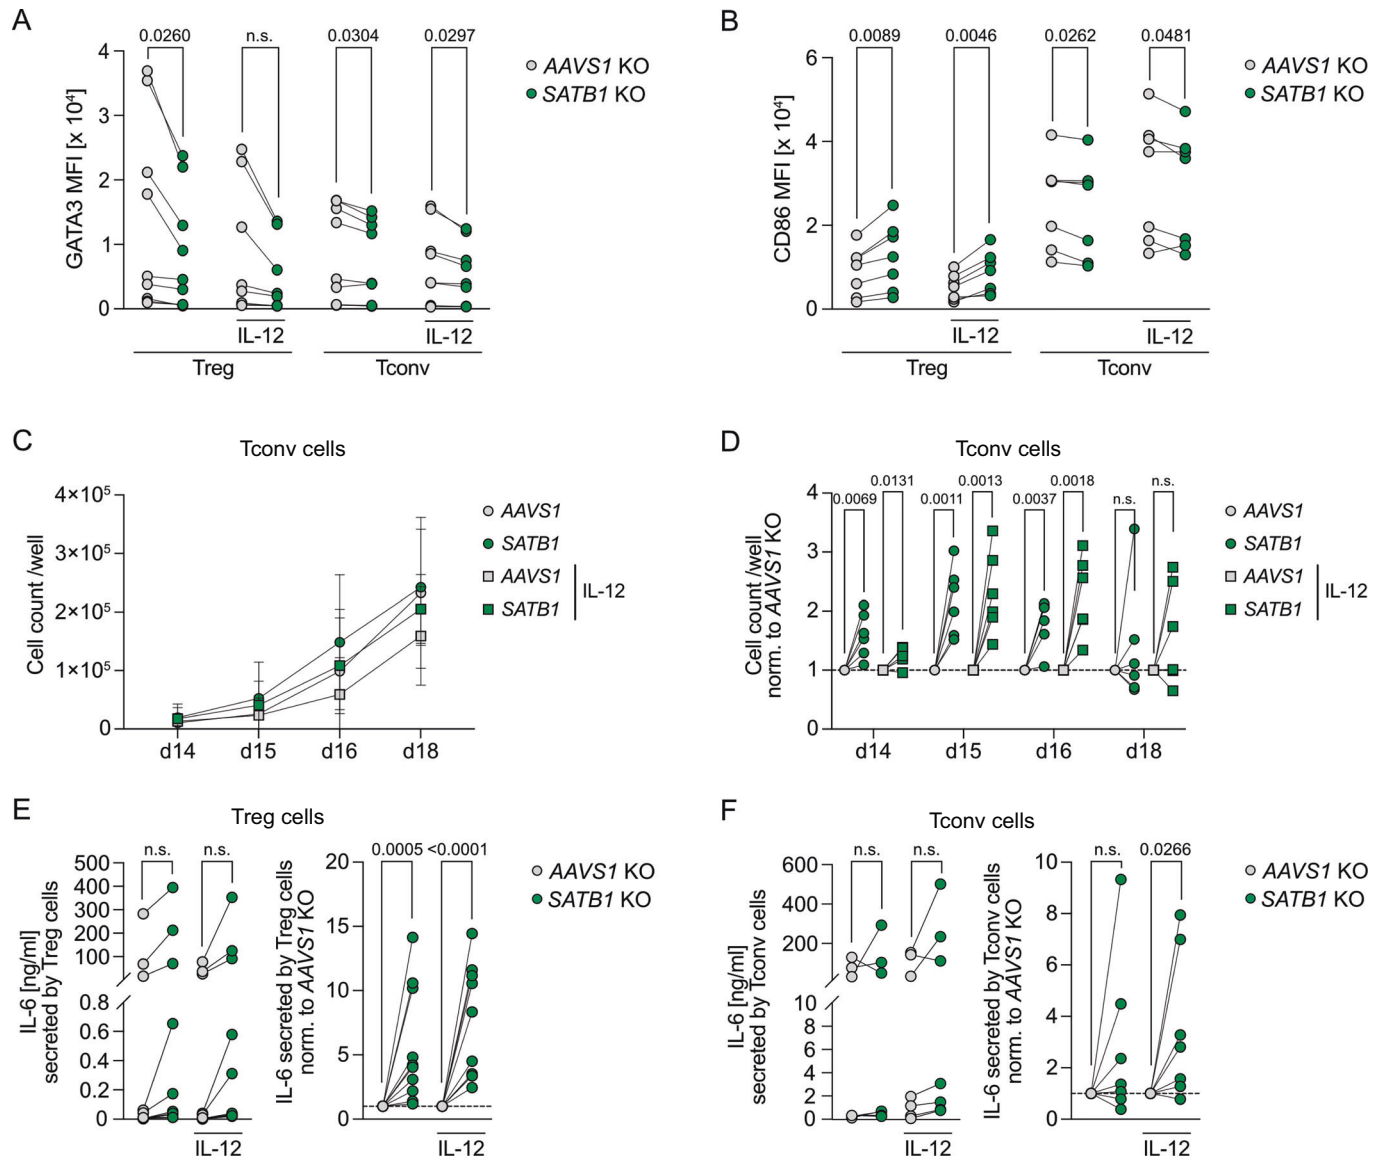 A
0.0260
n.s.
0.0304
0.0297
GATA3 MFI [x 10⁴]
4
3
2
1
0
AAVS1 KO
SATB1 KO
IL-12
IL-12
Treg
Tconv
B
0.0089
0.0046
0.0262
0.0481
CD86 MFI [x 10⁴]
6
4
2
0
AAVS1 KO
SATB1 KO
IL-12
IL-12
Treg
Tconv
C
Tconv cells
Cell count /well
4×10⁵
3×10⁵
2×10⁵
1×10⁵
0
d14
d15
d16
d18
AAVS1
SATB1
AAVS1
SATB1
IL-12
D
Tconv cells
0.0069
0.0131
0.0011
0.0013
0.0037
0.0018
n.s.
n.s.
Cell count /well
norm. to AAVS1 KO
4
3
2
1
0
d14
d15
d16
d18
AAVS1
SATB1
AAVS1
SATB1
IL-12
E
Treg cells
n.s.
n.s.
IL-6 [ng/ml]
secreted by Treg cells
500
400
300
200
100
0.8
0.6
0.4
0.2
0
IL-12
0.0005
<0.0001
IL-6 secreted by Treg cells
norm. to AAVS1 KO
20
15
10
5
0
IL-12
AAVS1 KO
SATB1 KO
F
Tconv cells
n.s.
n.s.
IL-6 [ng/ml]
secreted by Tconv cells
600
400
200
10
8
6
4
2
0
IL-12
n.s.
0.0266
IL-6 secreted by Tconv cells
norm. to AAVS1 KO
10
8
6
4
2
0
IL-12
AAVS1 KO
SATB1 KO